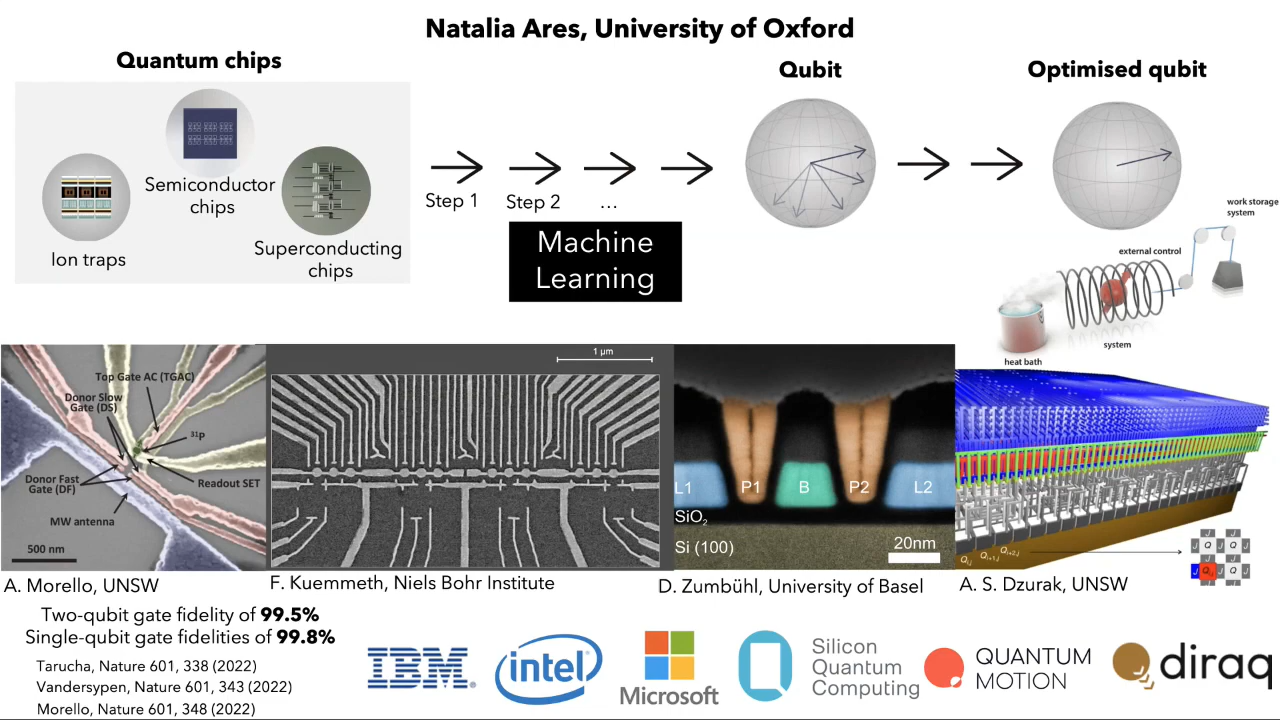 Natalia Ares, University of Oxford
Quantum chips
Qubit
Optimised qubit
Semiconductor
chips
Ion traps
Superconducting
chips
Step 1
Step 2
...
Machine
Learning
work storage
system
external control
system
heat bath
Top Gate AC (TGAC)
Donor Slow
Gate (DS)
31P
Donor Fast
Gate (DF)
Readout SET
MW antenna
500 nm
1 µm
L1
P1
B
P2
L2
SiO2
Si (100)
20nm
Qi,j
Qi+1,j
Qi+2,j
J
J
J Q J Q J
J
J
J Q J
A. Morello, UNSW
F. Kuemmeth, Niels Bohr Institute
D. Zumbühl, University of Basel
A. S. Dzurak, UNSW
Two-qubit gate fidelity of 99.5%
Single-qubit gate fidelities of 99.8%
Tarucha, Nature 601, 338 (2022)
Vandersypen, Nature 601, 343 (2022)
Morello, Nature 601, 348 (2022)
IBM
intel
Microsoft
Silicon
Quantum
Computing
QUANTUM
MOTION
diraq